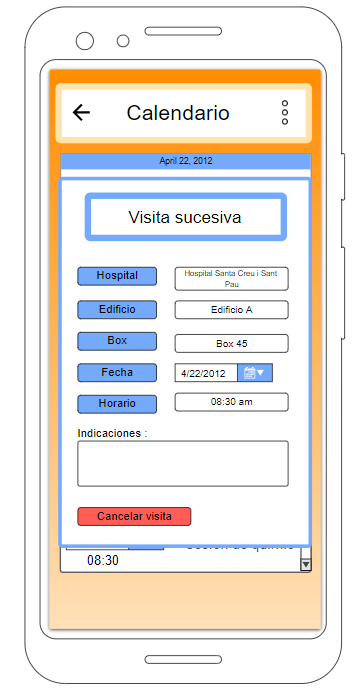 Calendario
April 22, 2012
Visita sucesiva
Hospital
Hospital Santa Creu i Sant
Pau
Edificio
Edificio A
Box
Box 45
Fecha
4/22/2012
Horario
08:30 am
Indicaciones :
Cancelar visita
08:30